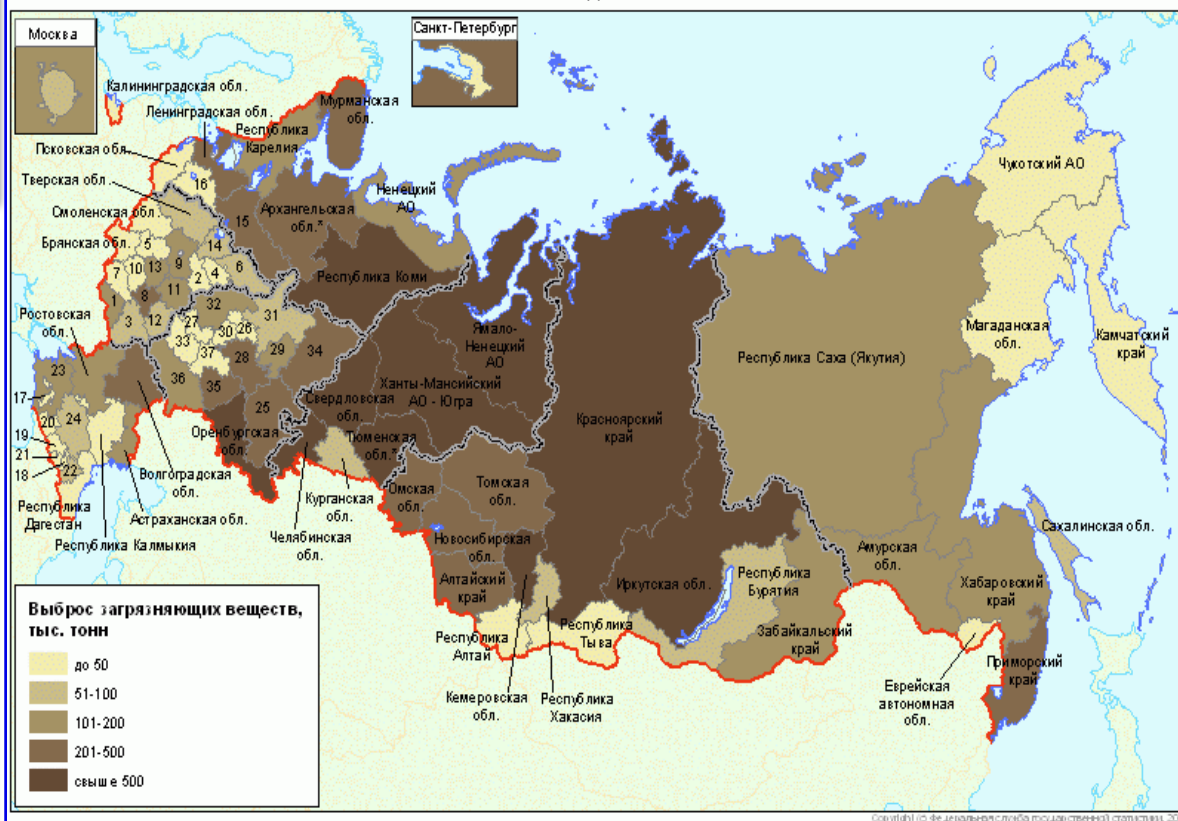 Москва
Санкт-Петербург
Калининградская обл.
Ленинградская обл.
Мурманская
обл.
Республика
Карелия
Псковская обл.
Тверская обл.
Смоленская обл.
Брянская обл.
Ненецкий
АО
Архангельская
обл.*
Чукотский АО
16
15
14
5
9
7
10
13
2
4
6
1
8
11
3
12
Республика Коми
Ростовская
обл.
32
31
27
30
26
33
37
28
29
34
36
35
25
Ямало-
Ненецкий
АО
Ханты-Мансийский
АО - Югра
Свердловская
обл.
Тюменская
обл.*
Красноярский
край
Республика Саха (Якутия)
Магаданская
обл.
Камчатский
край
23
17
20
24
19
21
18
22
Оренбургская
обл.
Волгоградская
обл.
Астраханская обл.
Республика
Дагестан
Республика Калмыкия
Курганская
обл.
Челябинская
обл.
Омская
обл.
Томская
обл.
Новосибирская
обл.
Алтайский
край
Республика
Алтай
Кемеровская
обл.
Республика
Хакасия
Республика
Тыва
Иркутская обл.
Республика
Бурятия
Забайкальский
край
Амурская
обл.
Хабаровский
край
Сахалинская обл.
Приморский
край
Еврейская
автономная
обл.
Выброс загрязняющих веществ,
тыс. тонн
до 50
51-100
101-200
201-500
свыше 500